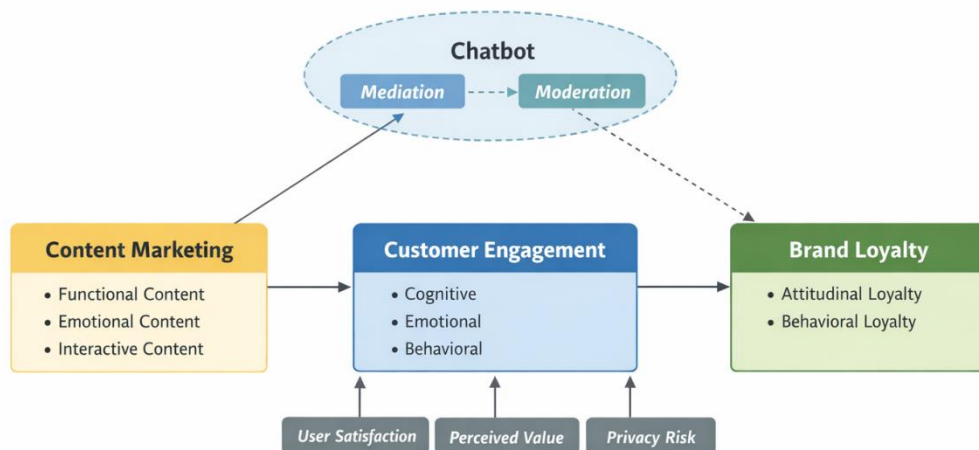 Chatbot
Mediation
Moderation
Content Marketing
• Functional Content
• Emotional Content
• Interactive Content
Customer Engagement
• Cognitive
• Emotional
• Behavioral
Brand Loyalty
• Attitudinal Loyalty
• Behavioral Loyalty
User Satisfaction
Perceived Value
Privacy Risk